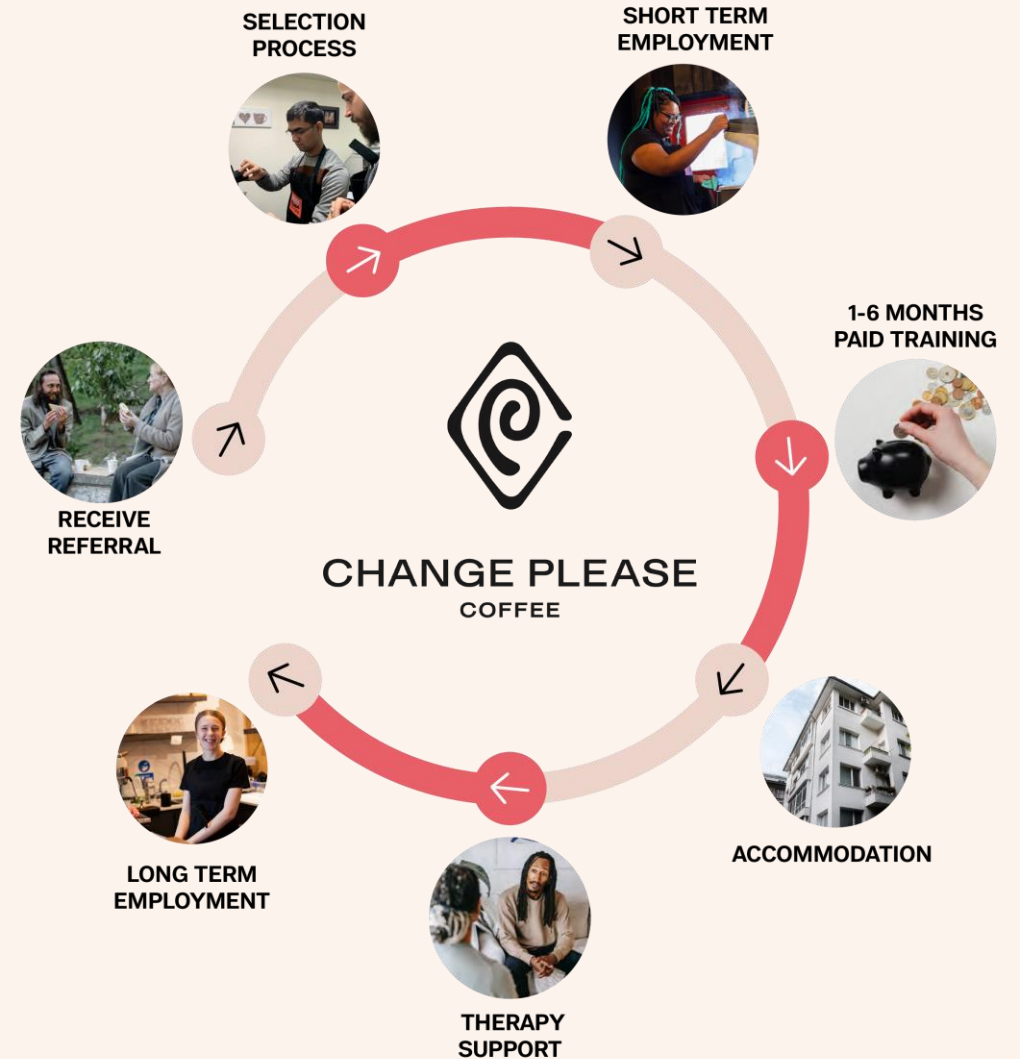 SELECTION
PROCESS
SHORT TERM
EMPLOYMENT
1-6 MONTHS
PAID TRAINING
RECEIVE
REFERRAL
CHANGE PLEASE
COFFEE
ACCOMMODATION
LONG TERM
EMPLOYMENT
THERAPY
SUPPORT